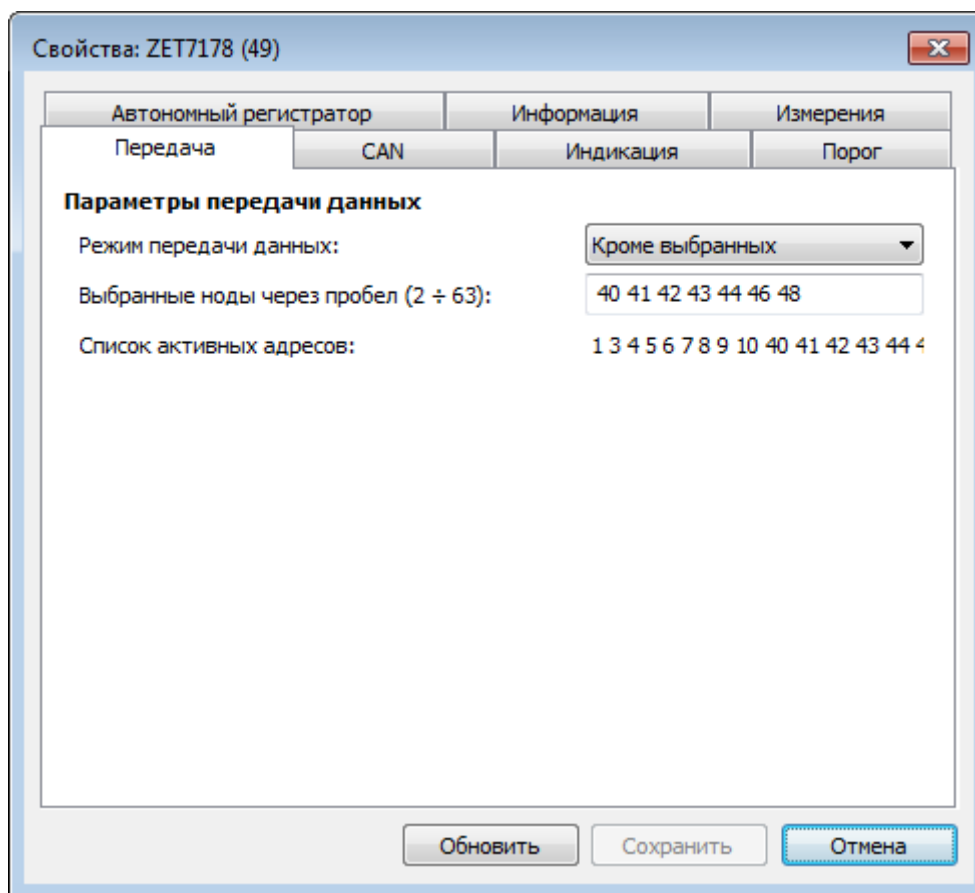 Свойства: ZET7178 (49)
Автономный регистратор Информация Измерения
Передача CAN Индикация Порог
Параметры передачи данных
Режим передачи данных: Кроме выбранных
Выбранные ноды через пробел (2 ÷ 63): 40 41 42 43 44 46 48
Список активных адресов: 1 3 4 5 6 7 8 9 10 40 41 42 43 44
Обновить Сохранить Отмена